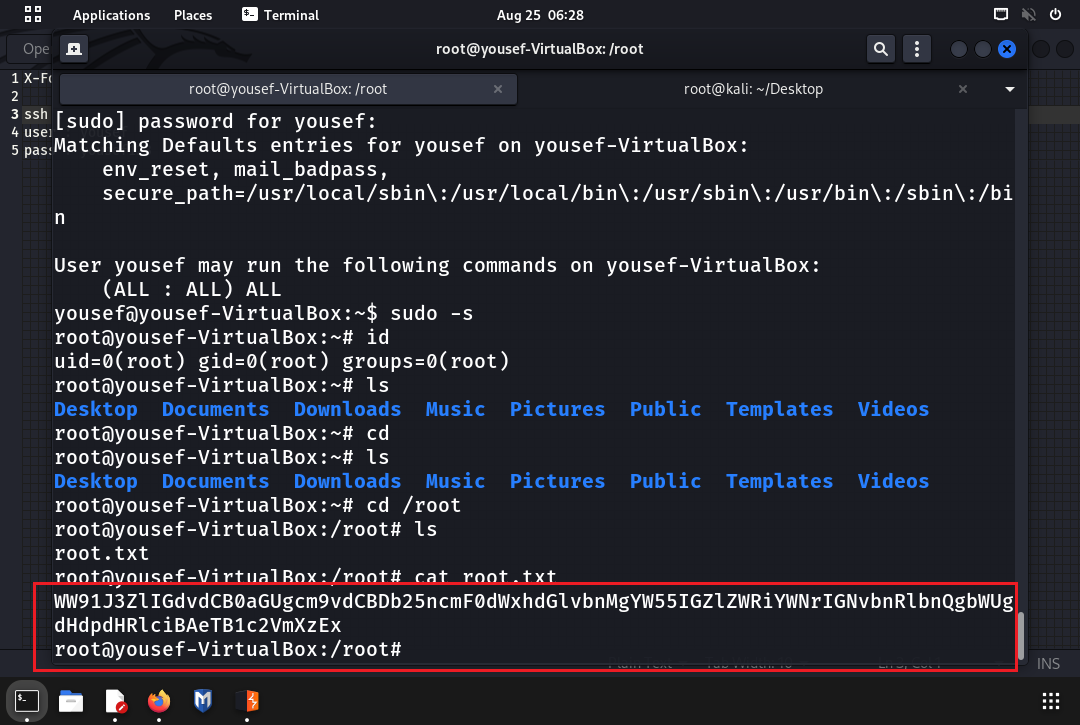 Applications Places Terminal Aug 25 06:28
Ope
root@yousef-VirtualBox: /root
root@yousef-VirtualBox: /root × root@kali: ~/Desktop ×
1 X-Fo
2
3 ssh
4 user
5 pass
[sudo] password for yousef:
Matching Defaults entries for yousef on yousef-VirtualBox:
env_reset, mail_badpass,
secure_path=/usr/local/sbin\:/usr/local/bin\:/usr/sbin\:/usr/bin\:/sbin\:/bi
n
User yousef may run the following commands on yousef-VirtualBox:
(ALL : ALL) ALL
yousef@yousef-VirtualBox:~$ sudo -s
root@yousef-VirtualBox:~# id
uid=0(root) gid=0(root) groups=0(root)
root@yousef-VirtualBox:~# ls
Desktop Documents Downloads Music Pictures Public Templates Videos
root@yousef-VirtualBox:~# cd
root@yousef-VirtualBox:~# ls
Desktop Documents Downloads Music Pictures Public Templates Videos
root@yousef-VirtualBox:~# cd /root
root@yousef-VirtualBox:/root# ls
root.txt
root@yousef-VirtualBox:/root# cat root.txt
WW91J3ZlIGdvdCB0aGUgcm9vdCBDb25ncmF0dWxhdGlvbnMgYW55IGZlZWRiYWNrIGNvbnRlbnQgbWUg
dHdpdHRlciBAeTB1c2VmXzEx
root@yousef-VirtualBox:/root#
INS